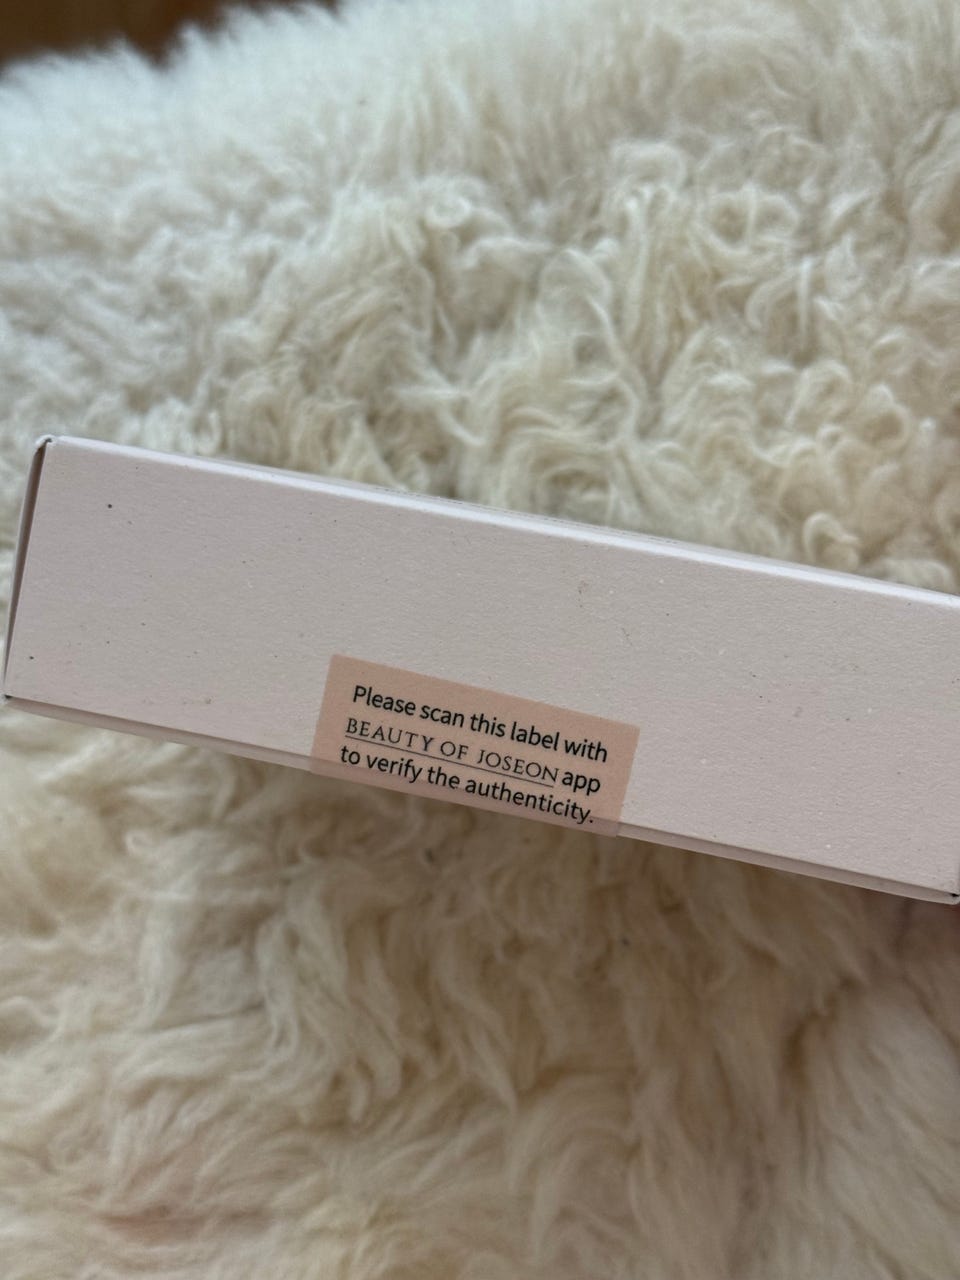 Please scan this label with
BEAUTY OF JOSEON app
to verify the authenticity.